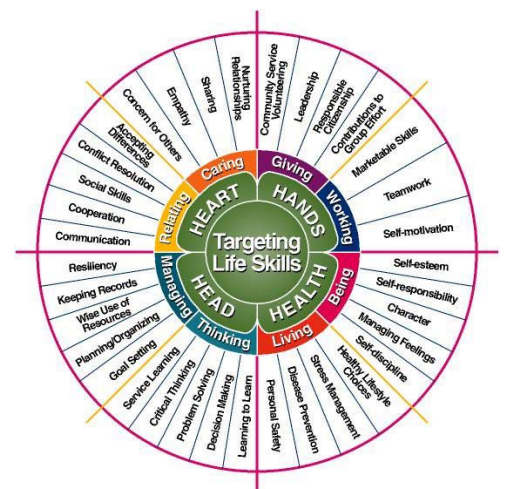 Targeting
Life Skills
HEART
HANDS
HEALTH
HEAD
Relating
Caring
Giving
Working
Being
Living
Thinking
Managing
Communication
Cooperation
Social Skills
Conflict Resolution
Accepting
Differences
Concern for Others
Empathy
Sharing
Nurturing
Relationships
Community Service
Volunteering
Leadership
Responsible
Citizenship
Contributions to
Group Effort
Marketable Skills
Teamwork
Self-motivation
Self-esteem
Self-responsibility
Character
Managing Feelings
Self-discipline
Healthy Lifestyle
Choices
Stress Management
Disease Prevention
Personal Safety
Learning to Learn
Decision Making
Problem Solving
Critical Thinking
Service Learning
Goal Setting
Planning/Organizing
Wise Use of
Resources
Keeping Records
Resiliency